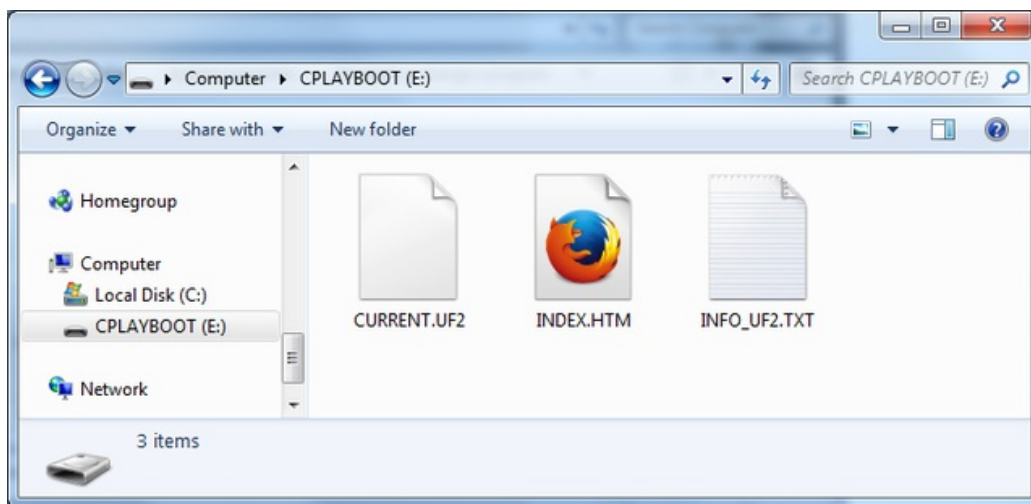 Computer CPLAYBOOT (E:) Search CPLAYBOOT (E:)
Organize Share with New folder
Homegroup
Computer
Local Disk (C:)
CPLAYBOOT (E:)
Network
CURRENT.UF2 INDEX.HTM INFO_UF2.TXT
3 items